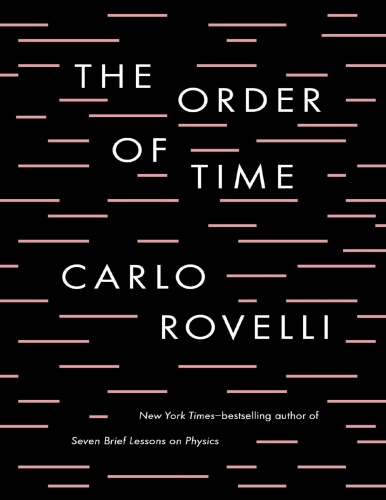 THE
ORDER
OF
TIME
CARLO
ROVELLI
New York Times–bestselling author of
Seven Brief Lessons on Physics